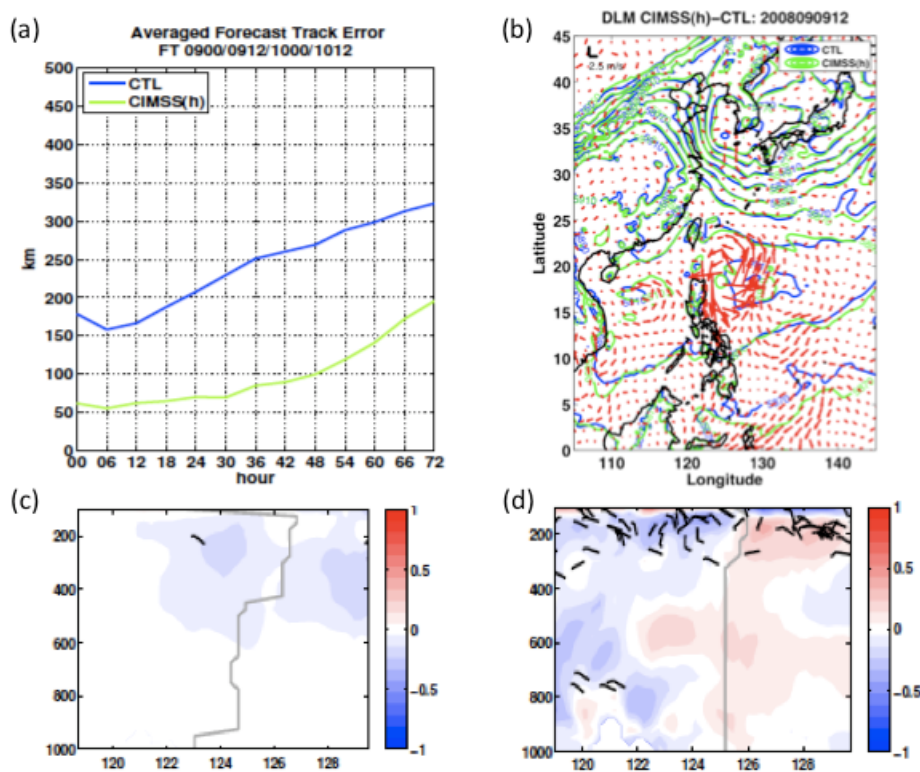 (a)
Averaged Forecast Track Error
FT 0900/0912/1000/1012
500
450
400
350
300
250
200
150
100
50
0
km
CTL
CIMSS(h)
00 06 12 18 24 30 36 42 48 54 60 66 72
hour
(b)
DLM CIMSS(h)-CTL: 2008090912
45
40
35
30
25
20
15
10
5
0
Latitude
2.5 m/s
CTL
CIMSS(h)
110 120 130 140
Longitude
(c)
200
400
600
800
1000
120 122 124 126 128
1
0.5
0
-0.5
-1
(d)
200
400
600
800
1000
120 122 124 126 128
1
0.5
0
-0.5
-1